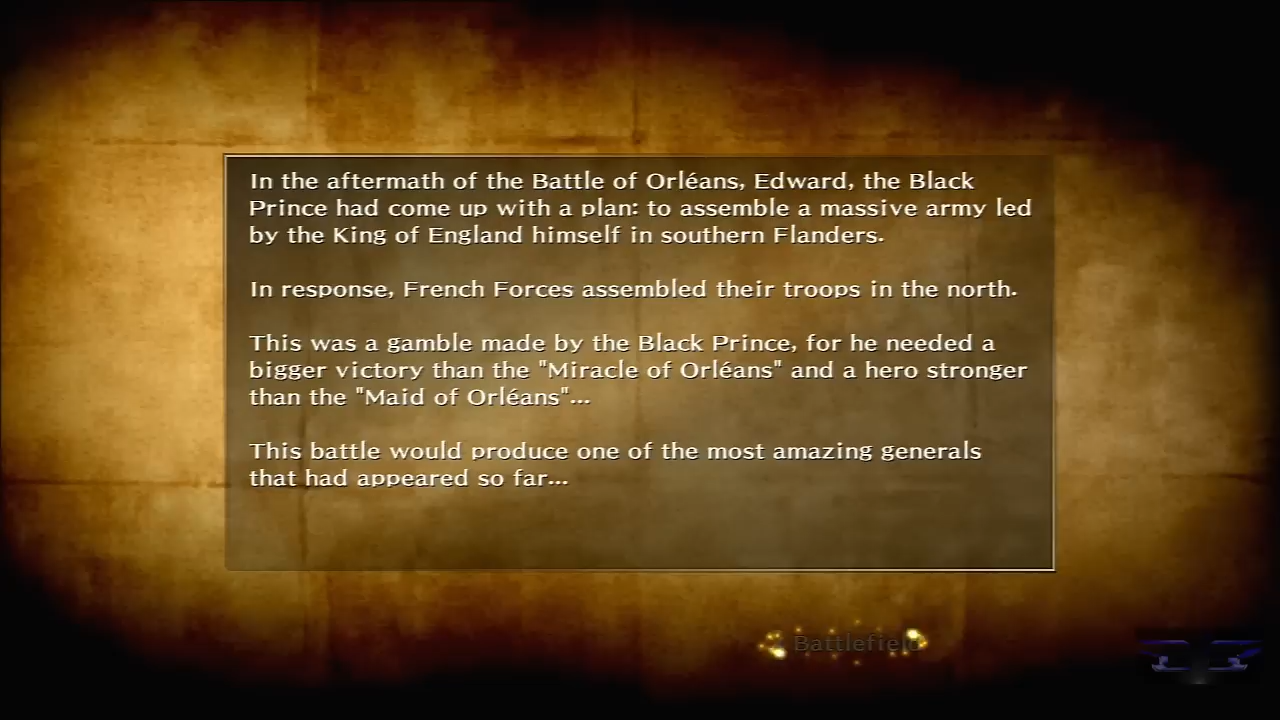 In the aftermath of the Battle of Orléans, Edward, the Black
Prince had come up with a plan: to assemble a massive army led
by the King of England himself in southern Flanders.
In response, French Forces assembled their troops in the north.
This was a gamble made by the Black Prince, for he needed a
bigger victory than the "Miracle of Orléans" and a hero stronger
than the "Maid of Orléans"...
This battle would produce one of the most amazing generals
that had appeared so far...
Battlefield